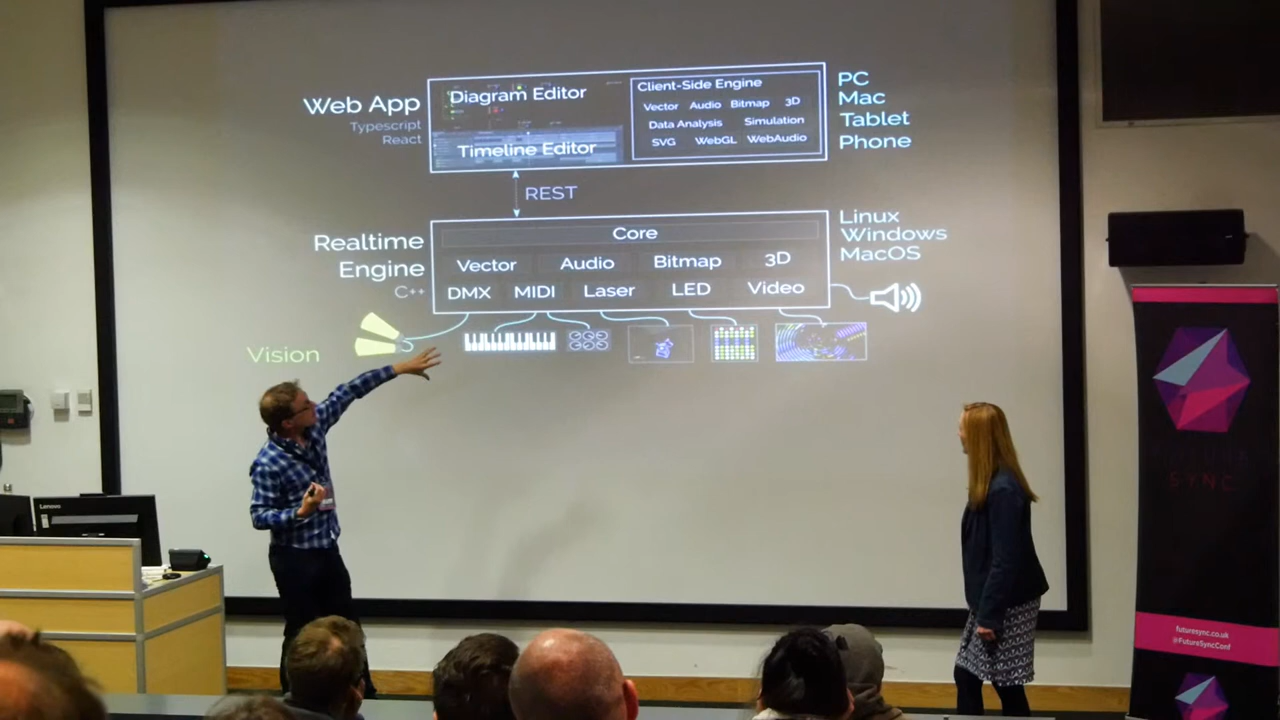 Web App
Typescript
React
Diagram Editor
Timeline Editor
Client-Side Engine
Vector Audio Bitmap 3D
Data Analysis Simulation
SVG WebGL WebAudio
PC
Mac
Tablet
Phone
REST
Realtime
Engine
C++
Core
Vector Audio Bitmap 3D
DMX MIDI Laser LED Video
Linux
Windows
MacOS
Vision
Lenovo
SYNC
futuresync.co.uk
@FutureSyncConf